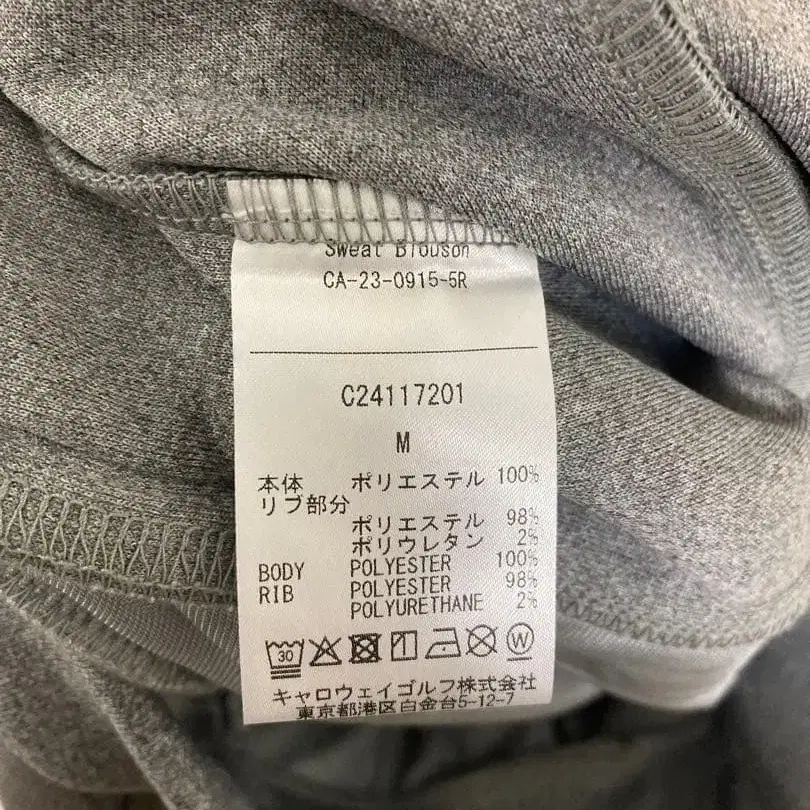 Sweat Blouson
CA-23-0915-5R
C24117201
M
本体 ポリエステル 100%
リブ部分
ポリエステル 98%
ポリウレタン 2%
BODY POLYESTER 100%
RIB POLYESTER 98%
POLYURETHANE 2%
30 W
キャロウェイゴルフ株式会社
東京都港区白金台5-12-7